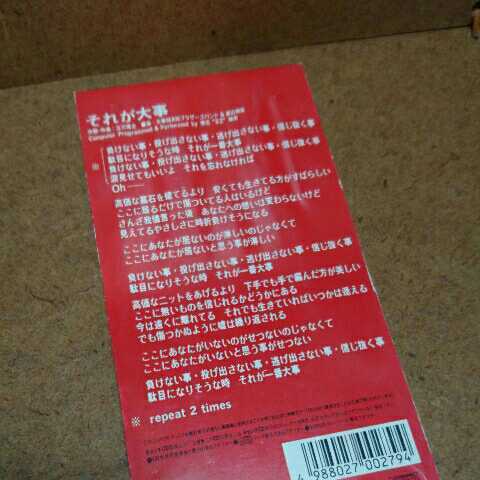 それが大事
Computer Programmed &
負けない事・投げ出さない事・逃げ出さない事・信じ抜く事
駄目になりそうな時 それが一番大事
負けない事・投げ出さない事・逃げ出さない事・信じ抜く事
涙見せてもいいよ それを忘れなければ
Oh
高価な墓石を建てるより 安くても生きてる方がすばらしい
ここに居るだけで傷ついてる人はいるけど
さんざ我儘言った後 あなたへの想いは変わらないけど
見えてるやさしさに時折負けそうになる
ここにあなたが居ないのが淋しいのじゃなくて
ここにあなたが居ないと思う事が淋しい
負けない事・投げ出さない事・逃げ出さない事・信じ抜く事
駄目になりそうな時 それが一番大事
高価なニットをあげるより 下手でも手で編んだ方が美しい
ここに無いものを信じれるかどうかにある
今は遠くに離れてる それでも生きていればいつかは逢える
でも傷つかぬように嘘は繰り返される
ここにあなたがいないのがせつないのじゃなくて
ここにあなたがいないと思う事がせつない
負けない事・投げ出さない事・逃げ出さない事・信じ抜く事
駄目になりそうな時 それが一番大事
※ repeat 2 times
4 988027 002794